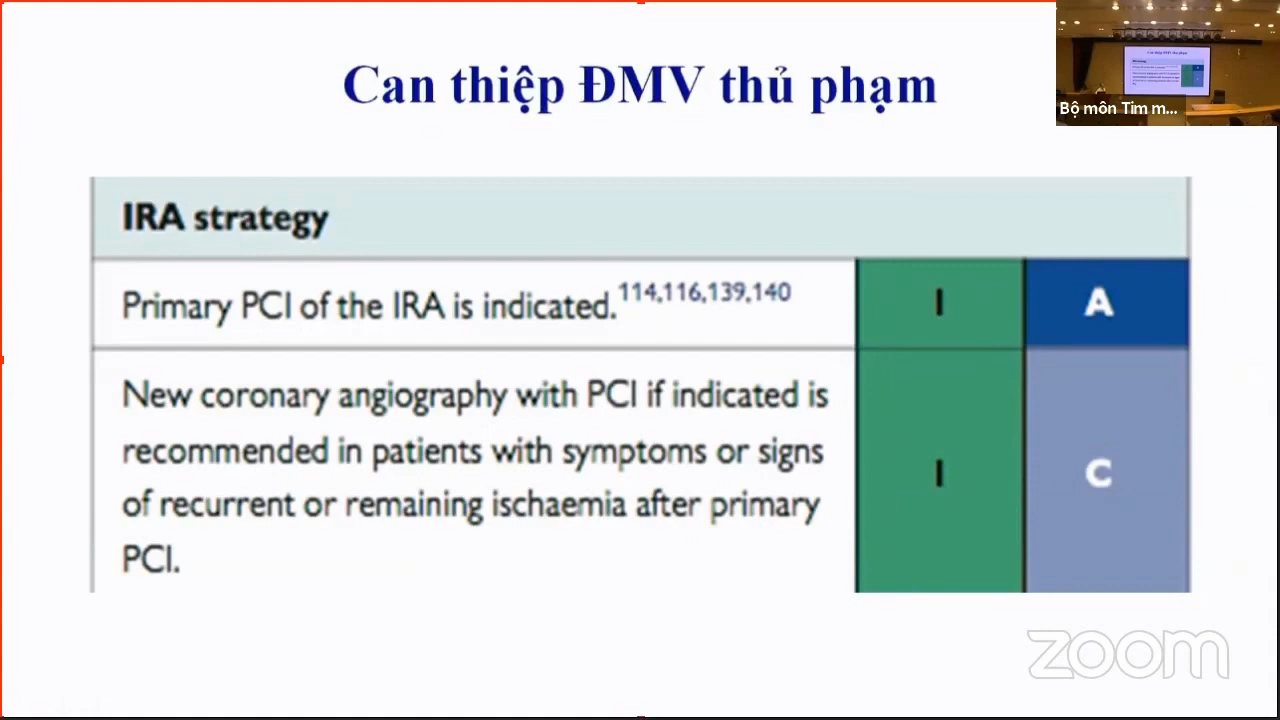 Can thiệp ĐMV thủ phạm
Bộ môn Tim m...
IRA strategy
Primary PCI of the IRA is indicated.114,116,139,140
I
A
New coronary angiography with PCI if indicated is
recommended in patients with symptoms or signs
of recurrent or remaining ischaemia after primary
PCI.
I
C
zoom